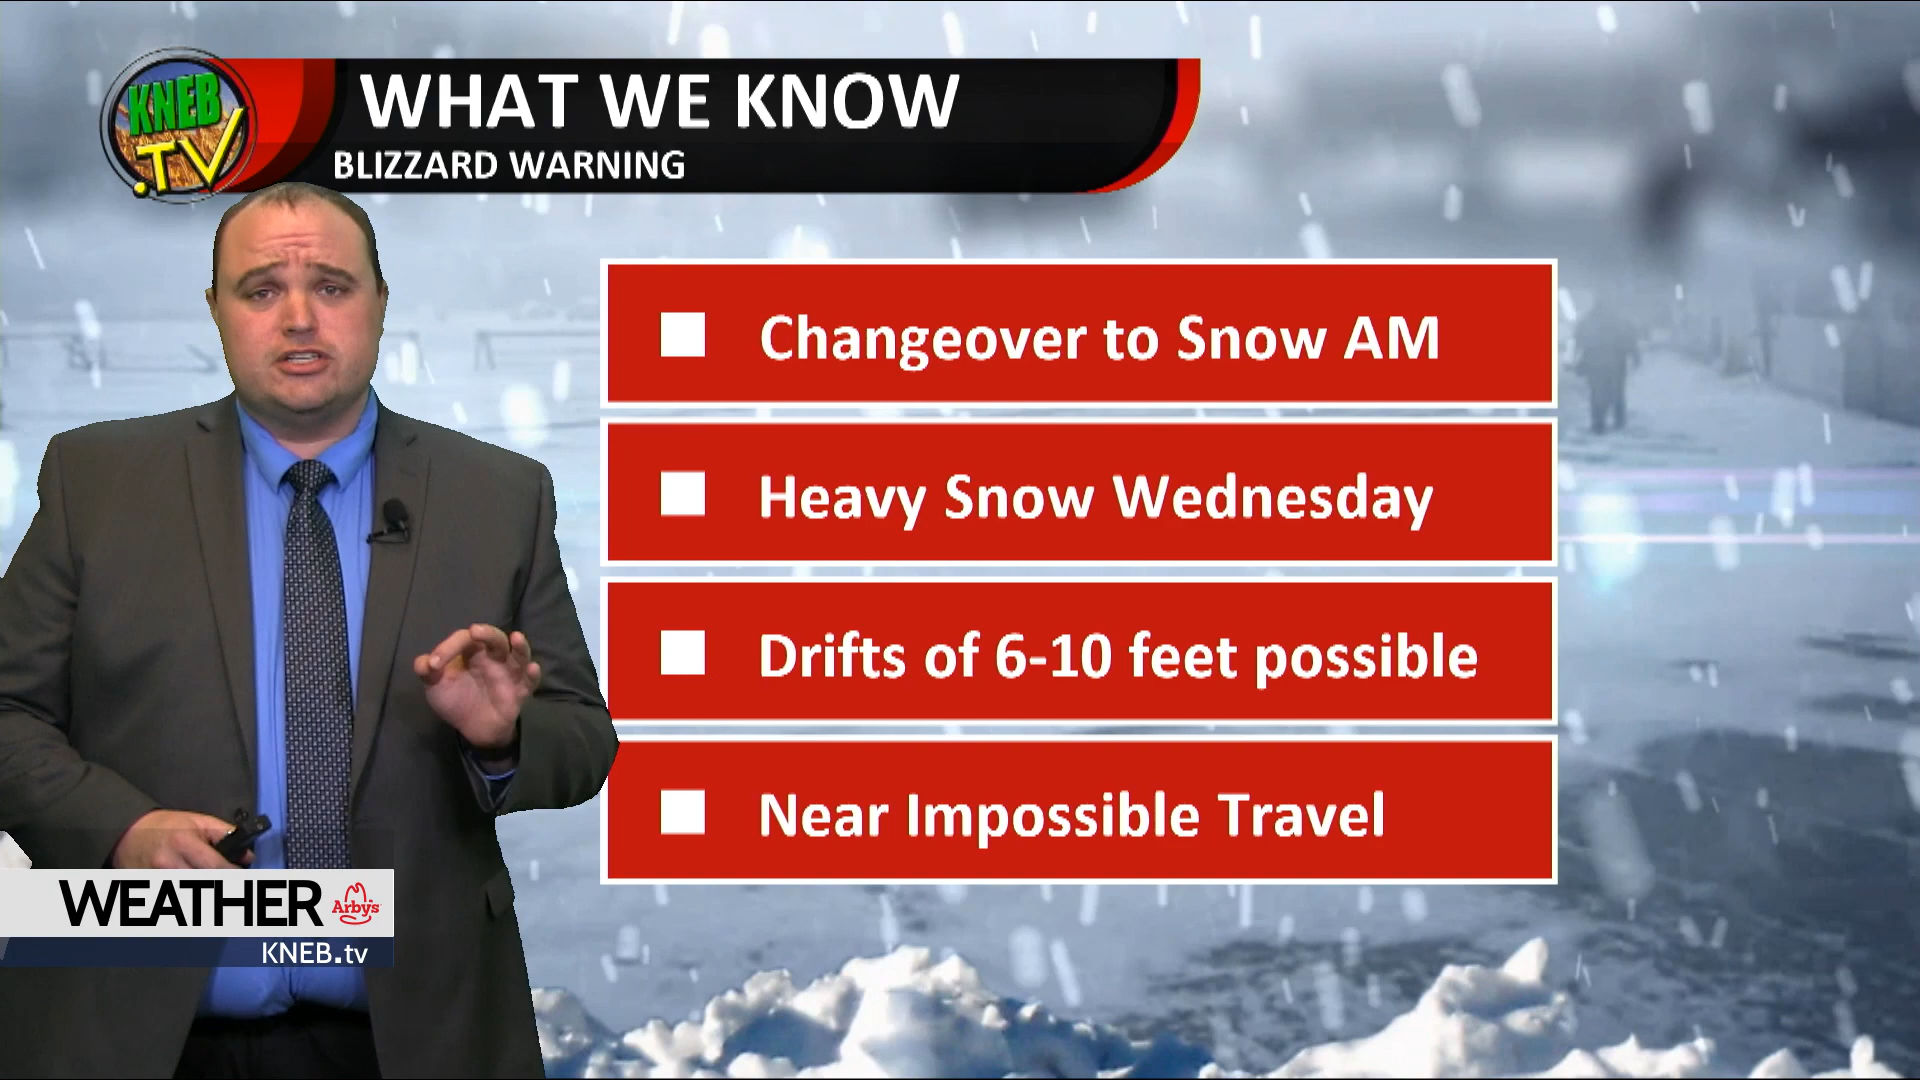 KNEB
.TV
WHAT WE KNOW
BLIZZARD WARNING
Changeover to Snow AM
Heavy Snow Wednesday
Drifts of 6-10 feet possible
Near Impossible Travel
WEATHER Arby's
KNEB.tv